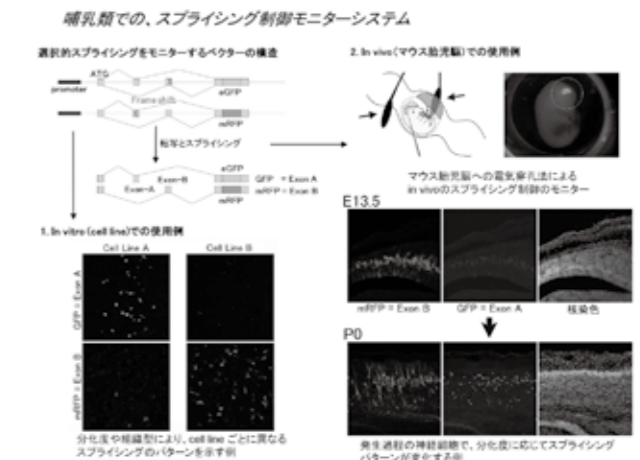 哺乳類での、スプライシング制御モニターシステム
選択的スプライシングをモニターするベクターの構造
ATG
promoter
eGFP
Frame shift
mRFP
転写とスプライシング
eGFP
Exon-B
GFP = Exon A
Exon-A
mRFP = Exon B
mRFP
1. In vitro (cell line)での使用例
Cell Line A
Cell Line B
GFP = Exon A
mRFP = Exon B
分化度や組織型により、cell line ごとに異なる
スプライシングのパターンを示す例
2. In vivo(マウス胎児脳)での使用例
マウス胎児脳への電気穿孔法による
in vivoのスプライシング制御のモニター
E13.5
mRFP = Exon B
GFP = Exon A
核染色
P0
発生過程の神経細胞で、分化度に応じてスプライシング
パターンが変化する例